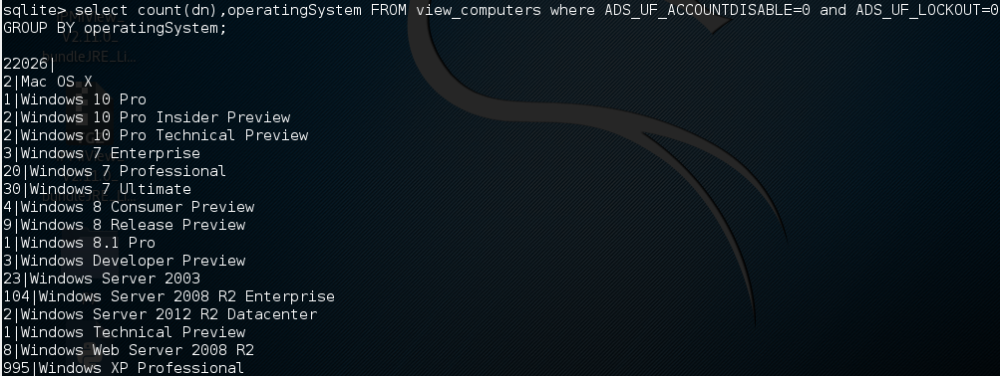 sqlite> select count(dn),operatingSystem FROM view_computers where ADS_UF_ACCOUNTDISABLE=0 and ADS_UF_LOCKOUT=0
GROUP BY operatingSystem;
bundleJRE_Li...
22026|
2|Mac OS X
1|Windows 10 Pro
2|Windows 10 Pro Insider Preview
2|Windows 10 Pro Technical Preview
3|Windows 7 Enterprise
20|Windows 7 Professional
30|Windows 7 Ultimate
4|Windows 8 Consumer Preview
9|Windows 8 Release Preview
1|Windows 8.1 Pro
3|Windows Developer Preview
23|Windows Server 2003
104|Windows Server 2008 R2 Enterprise
2|Windows Server 2012 R2 Datacenter
1|Windows Technical Preview
8|Windows Web Server 2008 R2
995|Windows XP Professional